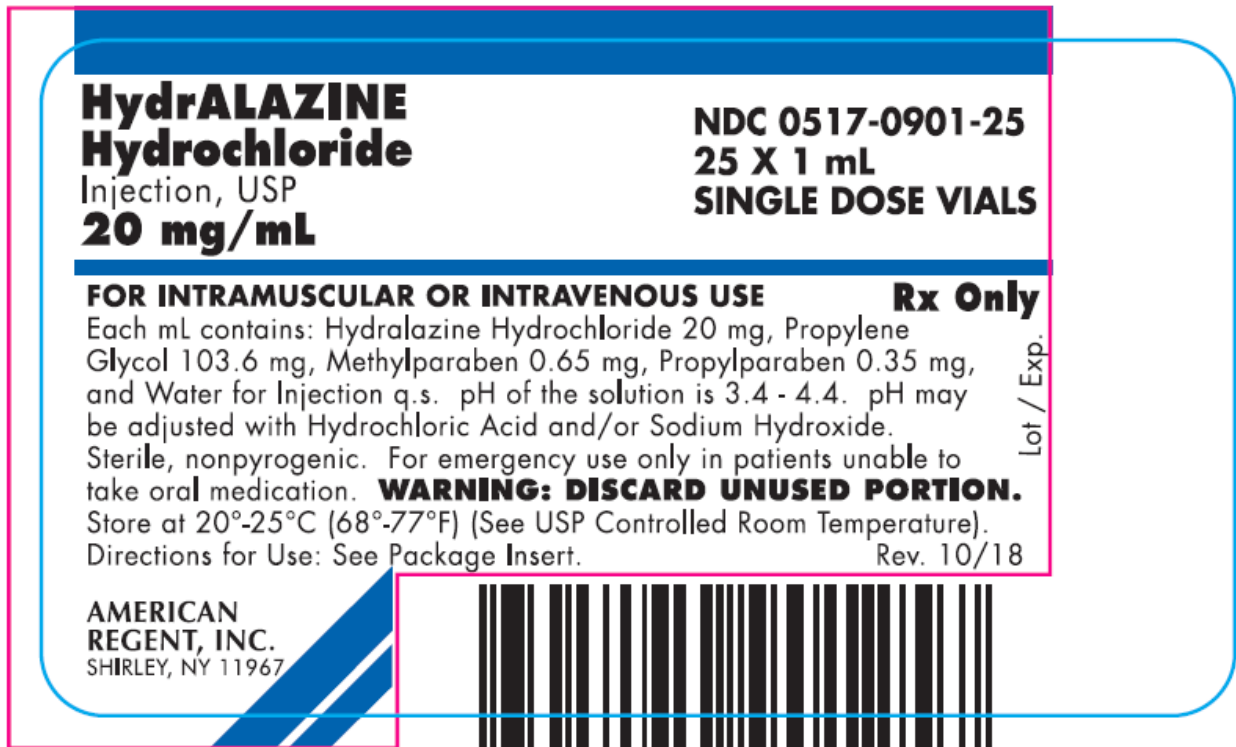 HydrALAZINE
Hydrochloride
Injection, USP
20 mg/mL
NDC 0517-0901-25
25 X 1 mL
SINGLE DOSE VIALS
FOR INTRAMUSCULAR OR INTRAVENOUS USE
Rx Only
Each mL contains: Hydralazine Hydrochloride 20 mg, Propylene
Glycol 103.6 mg, Methylparaben 0.65 mg, Propylparaben 0.35 mg,
and Water for Injection q.s. pH of the solution is 3.4 - 4.4. pH may
be adjusted with Hydrochloric Acid and/or Sodium Hydroxide.
Sterile, nonpyrogenic. For emergency use only in patients unable to
take oral medication. WARNING: DISCARD UNUSED PORTION.
Store at 20°-25°C (68°-77°F) (See USP Controlled Room Temperature).
Directions for Use: See Package Insert.
Rev. 10/18
Lot / Exp.
AMERICAN
REGENT, INC.
SHIRLEY, NY 11967